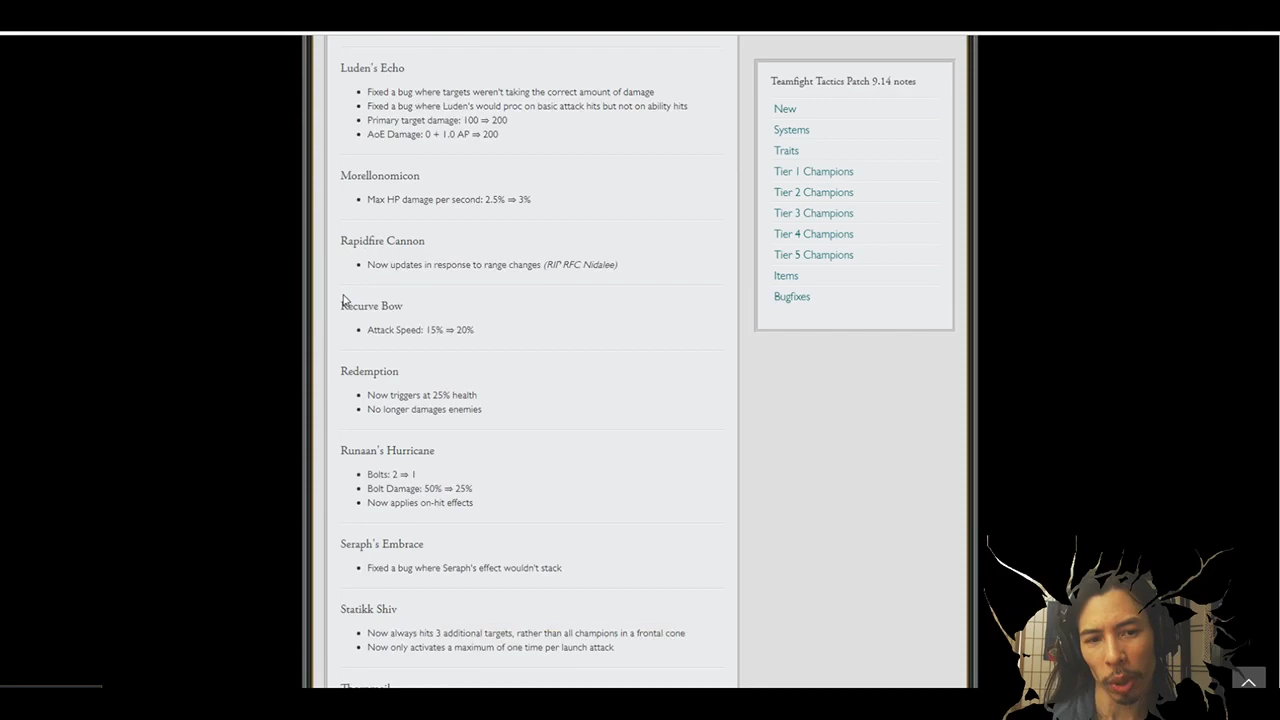 Luden's Echo
Fixed a bug where targets weren't taking the correct amount of damage
Fixed a bug where Luden's would proc on basic attack hits but not on ability hits
Primary target damage: 100 ⇒ 200
AoE Damage: 0 + 1.0 AP ⇒ 200
Morellonomicon
Max HP damage per second: 2.5% ⇒ 3%
Rapidfire Cannon
Now updates in response to range changes (RIP RFC Nidalee)
Recurve Bow
Attack Speed: 15% ⇒ 20%
Redemption
Now triggers at 25% health
No longer damages enemies
Runaan's Hurricane
Bolts: 2 ⇒ 1
Bolt Damage: 50% ⇒ 25%
Now applies on-hit effects
Seraph's Embrace
Fixed a bug where Seraph's effect wouldn't stack
Statikk Shiv
Now always hits 3 additional targets, rather than all champions in a frontal cone
Now only activates a maximum of one time per launch attack
Teamfight Tactics Patch 9.14 notes
New
Systems
Traits
Tier 1 Champions
Tier 2 Champions
Tier 3 Champions
Tier 4 Champions
Tier 5 Champions
Items
Bugfixes